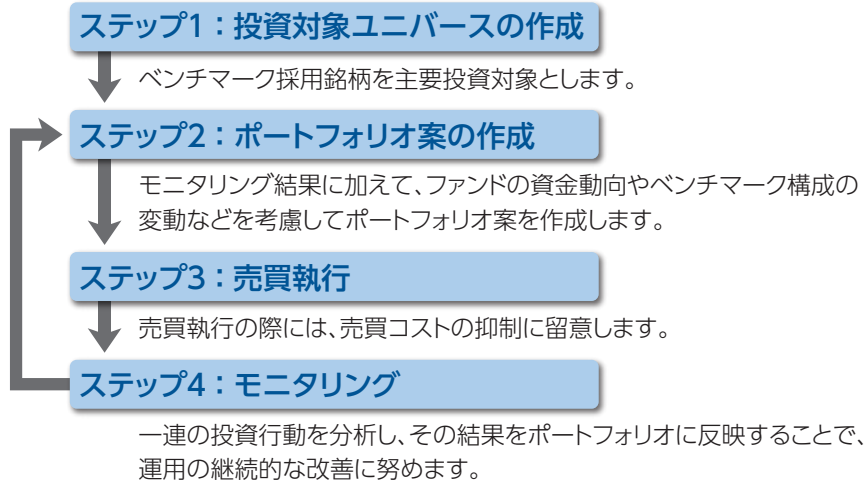 ステップ1：投資対象ユニバースの作成
ベンチマーク採用銘柄を主要投資対象とします。
ステップ2：ポートフォリオ案の作成
モニタリング結果に加えて、ファンドの資金動向やベンチマーク構成の
変動などを考慮してポートフォリオ案を作成します。
ステップ3：売買執行
売買執行の際には、売買コストの抑制に留意します。
ステップ4：モニタリング
一連の投資行動を分析し、その結果をポートフォリオに反映することで、
運用の継続的な改善に努めます。